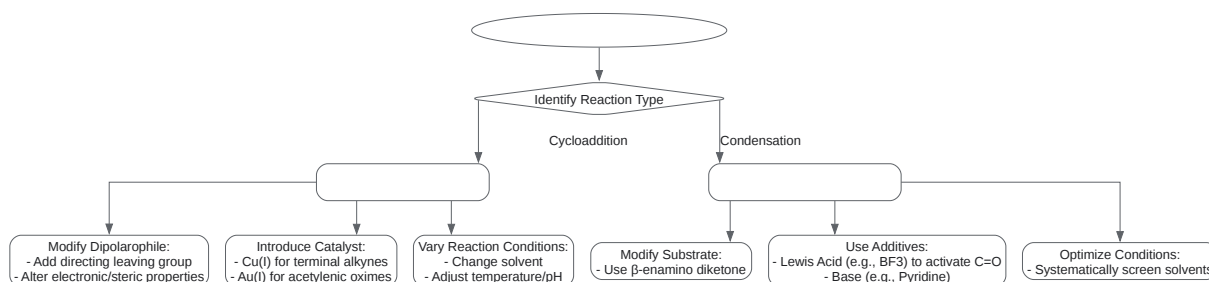 Identify Reaction Type
Cycloaddition
Condensation
Modify Dipolarophile:
- Add directing leaving group
- Alter electronic/steric properties
Introduce Catalyst:
- Cu(I) for terminal alkynes
- Au(I) for acetylenic oximes
Vary Reaction Conditions:
- Change solvent
- Adjust temperature/pH
Modify Substrate:
- Use β-enamino diketone
Use Additives:
- Lewis Acid (e.g., BF3) to activate C=O
- Base (e.g., Pyridine)
Optimize Conditions:
- Systematically screen solvents